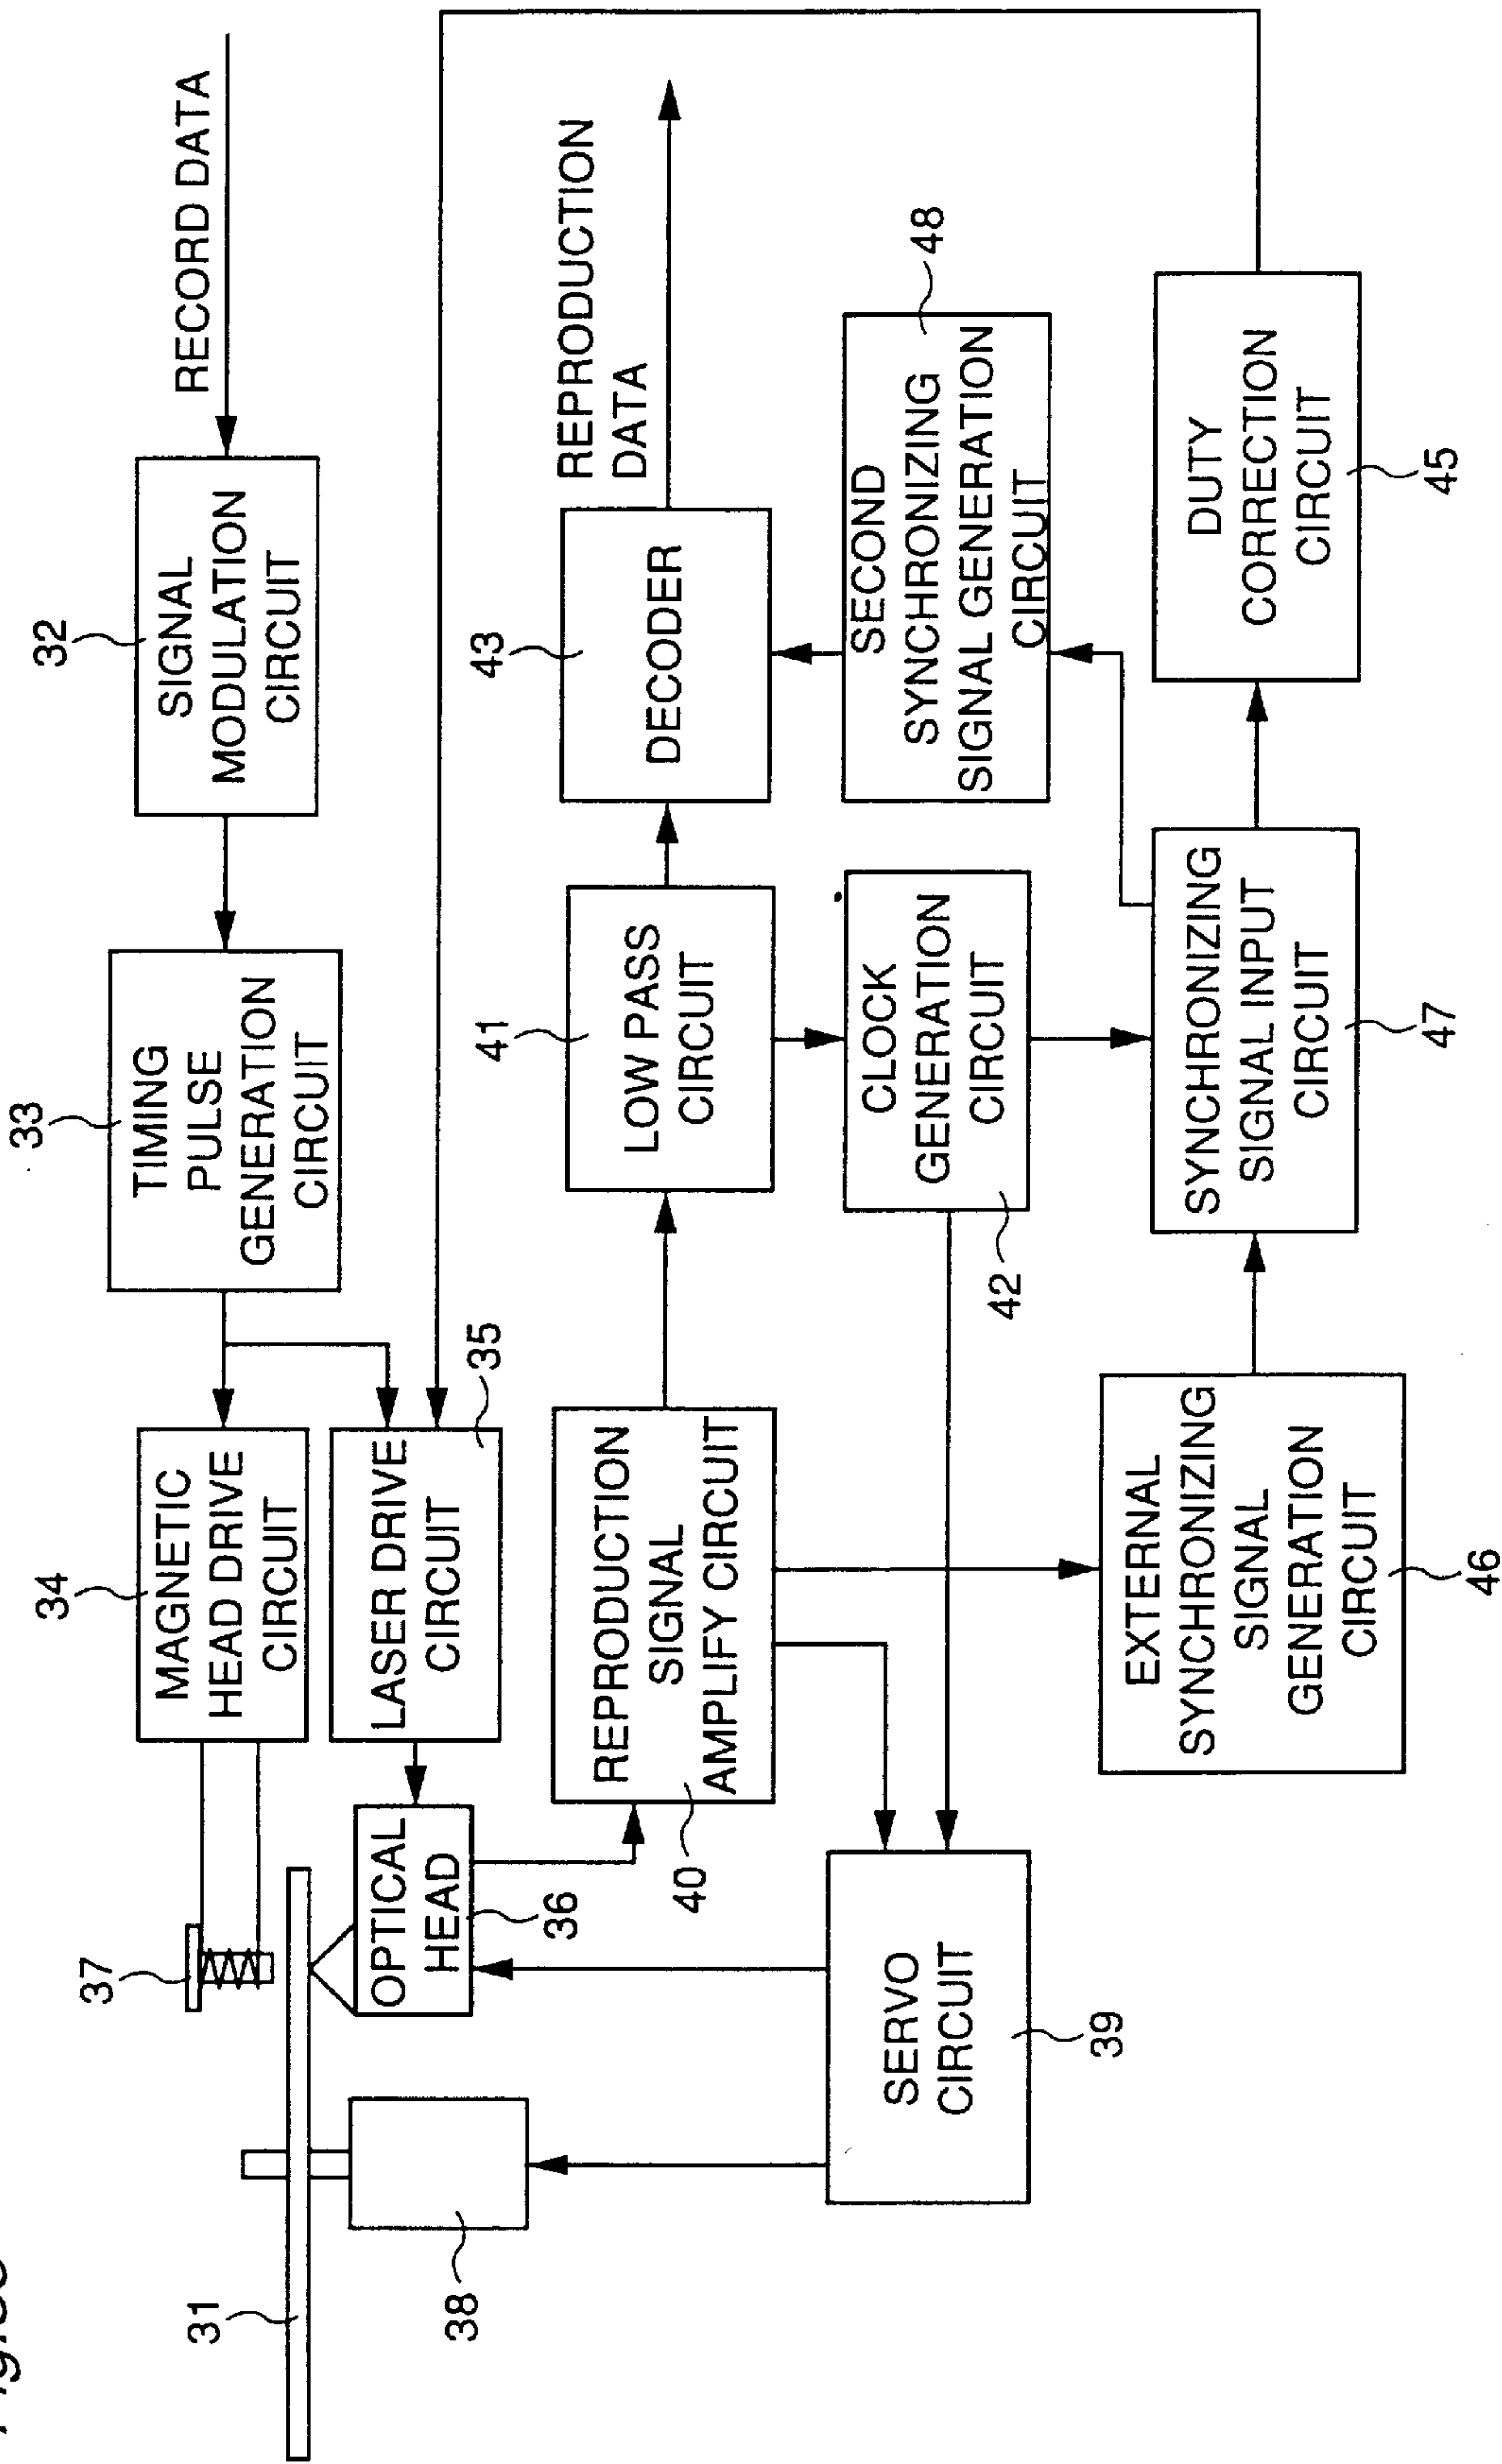 RECORD DATA
32
SIGNAL
MODULATION
CIRCUIT
33
TIMING
PULSE
GENERATION
CIRCUIT
34
MAGNETIC
HEAD DRIVE
CIRCUIT
35
LASER DRIVE
CIRCUIT
37
OPTICAL
HEAD
36
31
38
REPRODUCTION
SIGNAL
AMPLIFY CIRCUIT
40
41
LOW PASS
CIRCUIT
43
DECODER
REPRODUCTION
DATA
SERVO
CIRCUIT
39
CLOCK
GENERATION
CIRCUIT
42
48
SECOND
SYNCHRONIZING
SIGNAL GENERATION
CIRCUIT
EXTERNAL
SYNCHRONIZING
SIGNAL
GENERATION
CIRCUIT
46
SYNCHRONIZING
SIGNAL INPUT
CIRCUIT
47
DUTY
CORRECTION
CIRCUIT
45